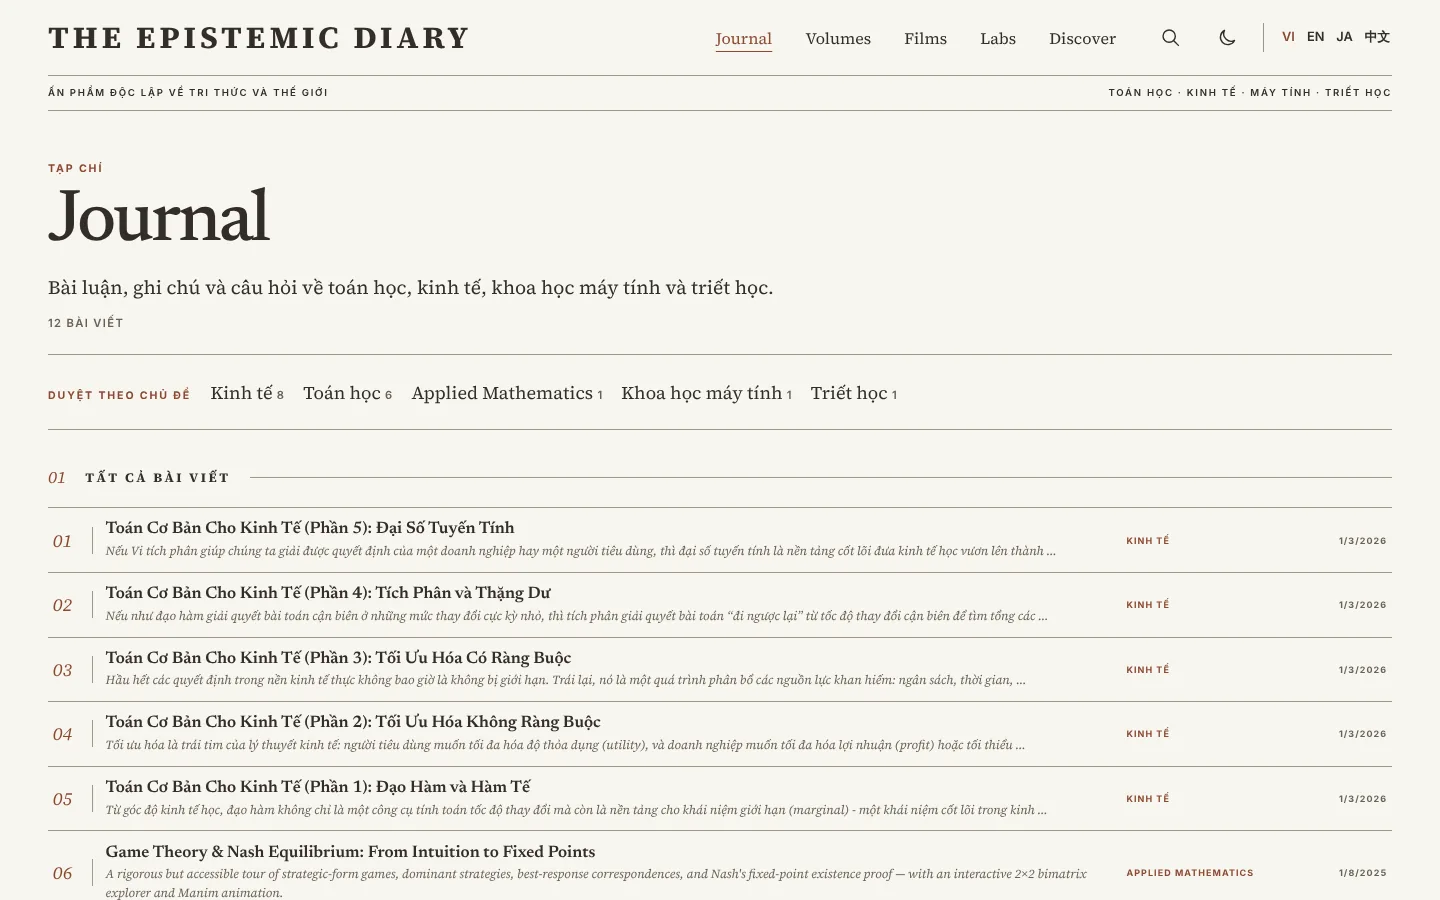 THE EPISTEMIC DIARY
Journal Volumes Films Labs Discover VI EN JA 中文
ẤN PHẨM ĐỘC LẬP VỀ TRI THỨC VÀ THẾ GIỚI
TOÁN HỌC · KINH TẾ · MÁY TÍNH · TRIẾT HỌC
TẠP CHÍ
Journal
Bài luận, ghi chú và câu hỏi về toán học, kinh tế, khoa học máy tính và triết học.
12 BÀI VIẾT
DUYỆT THEO CHỦ ĐỀ Kinh tế 8 Toán học 6 Applied Mathematics 1 Khoa học máy tính 1 Triết học 1
01 TẤT CẢ BÀI VIẾT
01
Toán Cơ Bản Cho Kinh Tế (Phần 5): Đại Số Tuyến Tính
Nếu Vi tích phân giúp chúng ta giải được quyết định của một doanh nghiệp hay một người tiêu dùng, thì đại số tuyến tính là nền tảng cốt lõi đưa kinh tế học vươn lên thành ...
KINH TẾ
1/3/2026
02
Toán Cơ Bản Cho Kinh Tế (Phần 4): Tích Phân và Thặng Dư
Nếu như đạo hàm giải quyết bài toán cận biên ở những mức thay đổi cực kỳ nhỏ, thì tích phân giải quyết bài toán “đi ngược lại” từ tốc độ thay đổi cận biên để tìm tổng các ...
KINH TẾ
1/3/2026
03
Toán Cơ Bản Cho Kinh Tế (Phần 3): Tối Ưu Hóa Có Ràng Buộc
Hầu hết các quyết định trong nền kinh tế thực không bao giờ là không bị giới hạn. Trái lại, nó là một quá trình phân bổ các nguồn lực khan hiếm: ngân sách, thời gian, ...
KINH TẾ
1/3/2026
04
Toán Cơ Bản Cho Kinh Tế (Phần 2): Tối Ưu Hóa Không Ràng Buộc
Tối ưu hóa là trái tim của lý thuyết kinh tế: người tiêu dùng muốn tối đa hóa độ thỏa dụng (utility), và doanh nghiệp muốn tối đa hóa lợi nhuận (profit) hoặc tối thiểu ...
KINH TẾ
1/3/2026
05
Toán Cơ Bản Cho Kinh Tế (Phần 1): Đạo Hàm và Hàm Tế
Từ góc độ kinh tế học, đạo hàm không chỉ là một công cụ tính toán tốc độ thay đổi mà còn là nền tảng cho khái niệm giới hạn (marginal) - một khái niệm cốt lõi trong kinh ...
KINH TẾ
1/3/2026
06
Game Theory & Nash Equilibrium: From Intuition to Fixed Points
A rigorous but accessible tour of strategic-form games, dominant strategies, best-response correspondences, and Nash's fixed-point existence proof — with an interactive 2×2 bimatrix
explorer and Manim animation.
APPLIED MATHEMATICS
1/8/2025